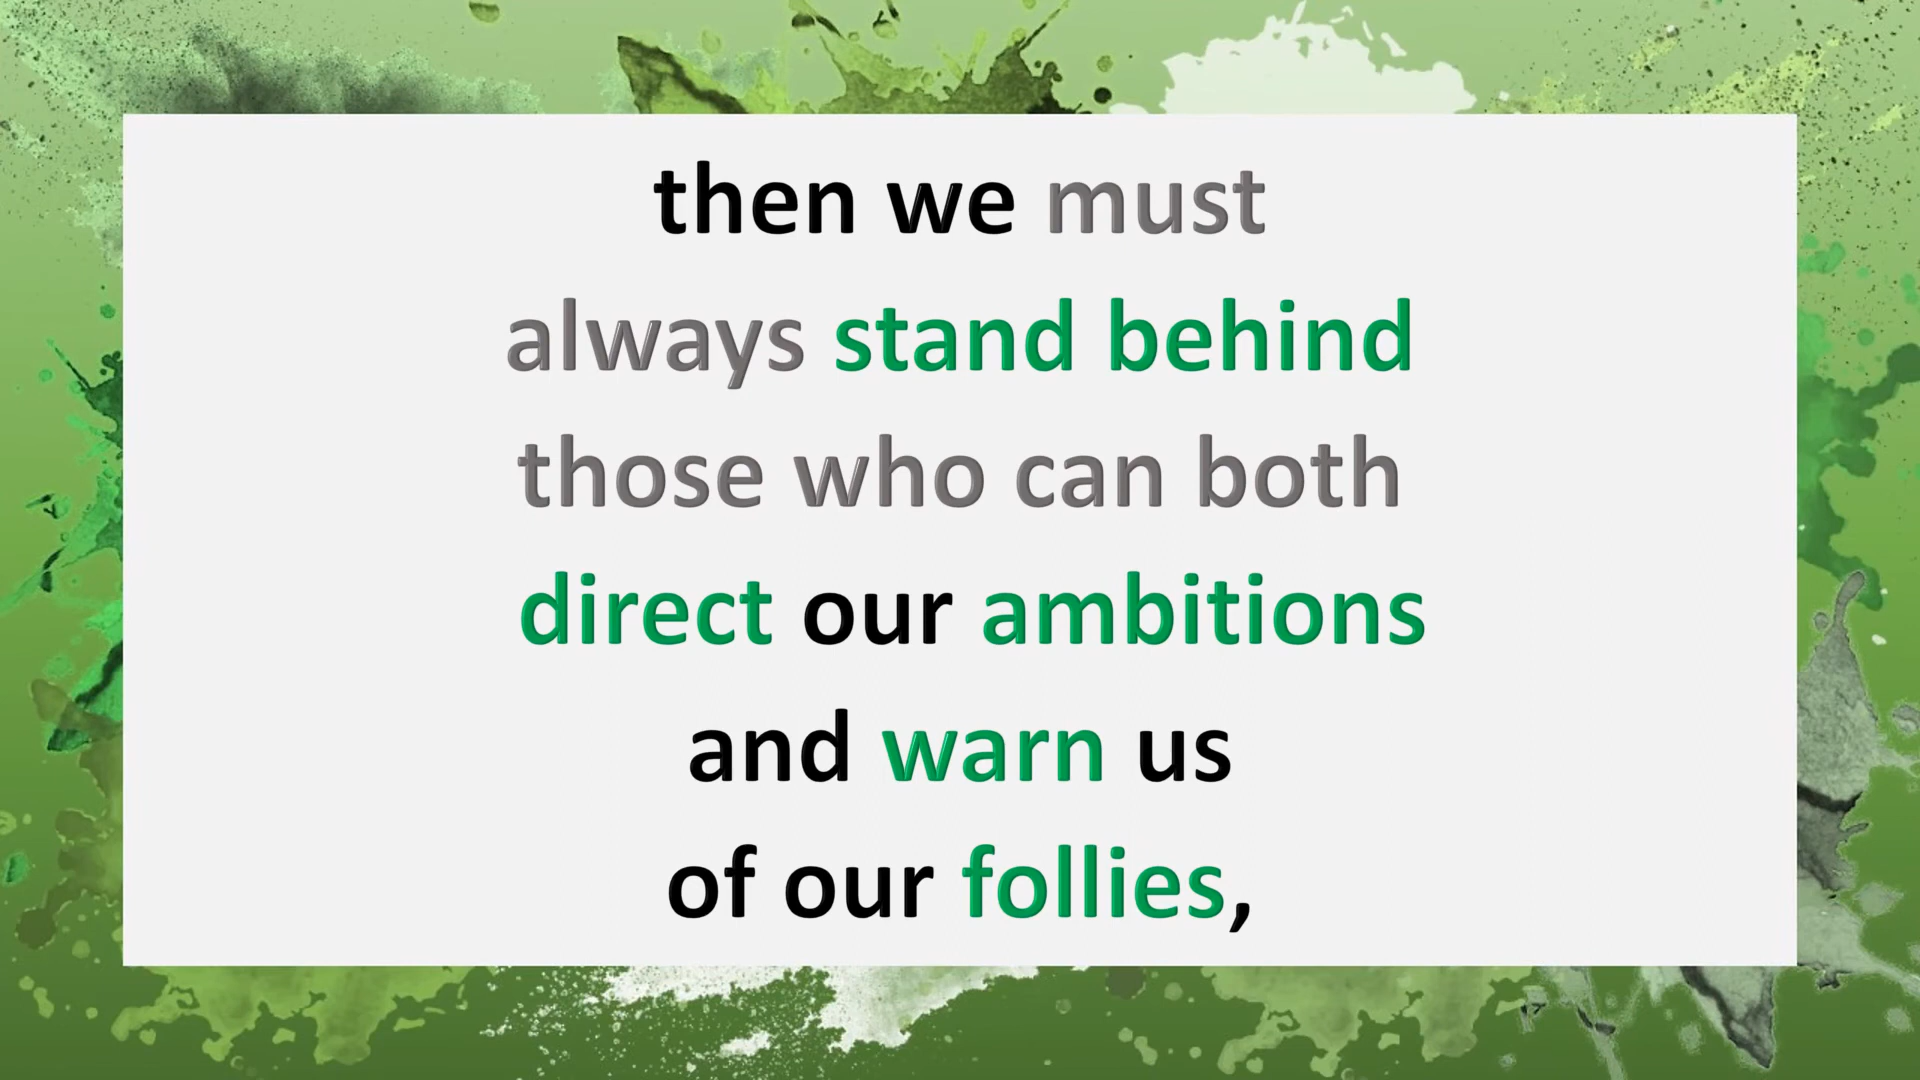 then we must
always stand behind
those who can both
direct our ambitions
and warn us
of our follies,